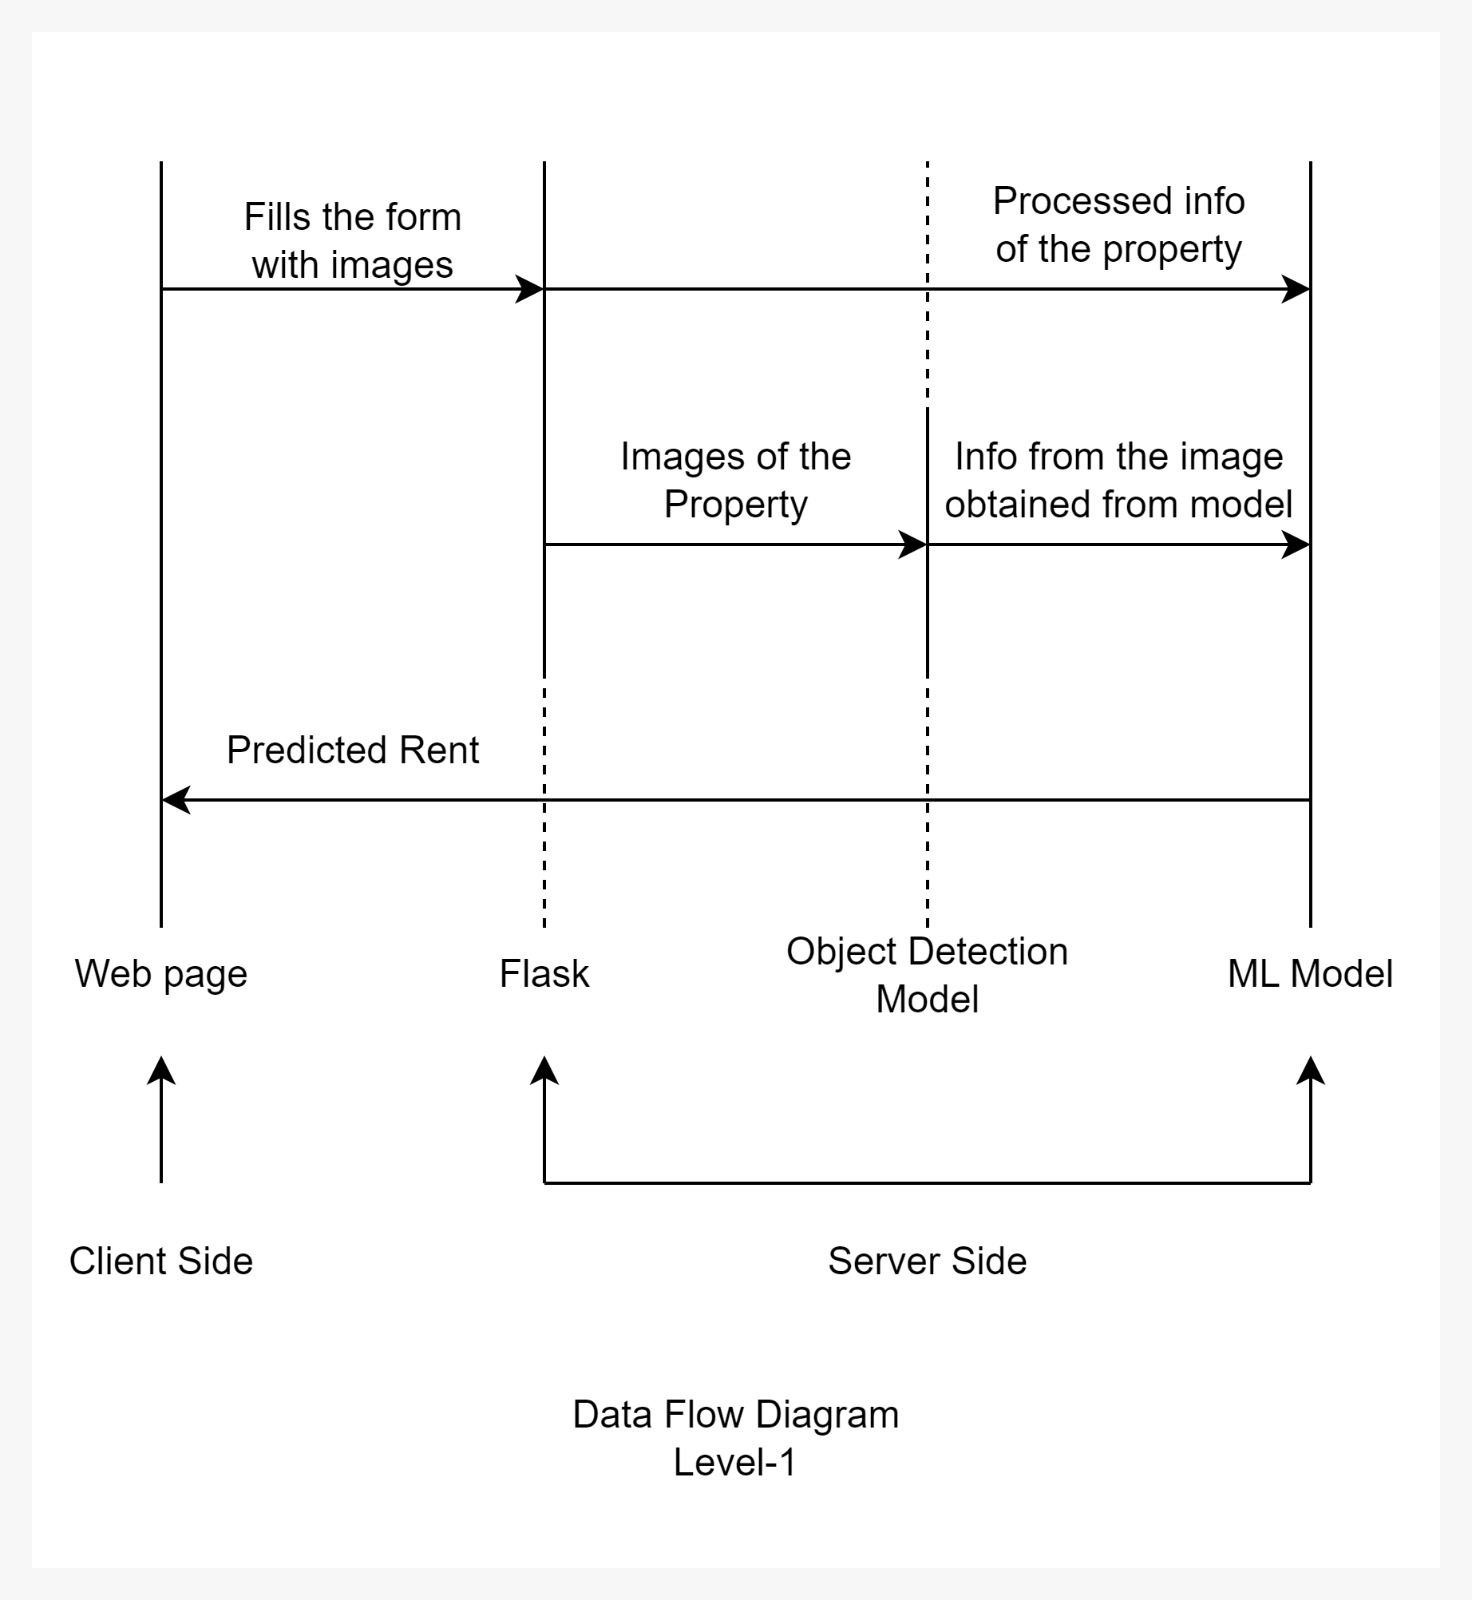 Fills the form
with images
Processed info
of the property
Images of the
Property
Info from the image
obtained from model
Predicted Rent
Web page
Flask
Object Detection
Model
ML Model
Client Side
Server Side
Data Flow Diagram
Level-1